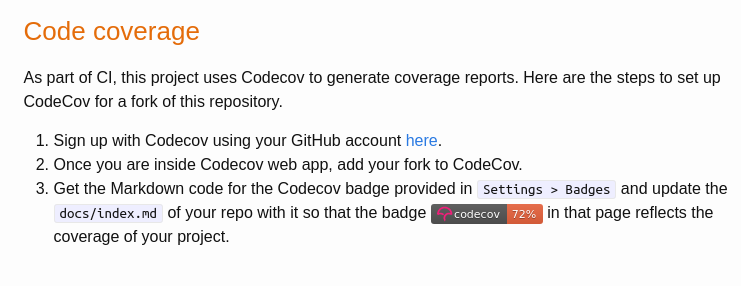 Code coverage
As part of CI, this project uses Codecov to generate coverage reports. Here are the steps to set up
CodeCov for a fork of this repository.
1. Sign up with Codecov using your GitHub account here.
2. Once you are inside Codecov web app, add your fork to CodeCov.
3. Get the Markdown code for the Codecov badge provided in Settings > Badges and update the
docs/index.md of your repo with it so that the badge codecov 72% in that page reflects the
coverage of your project.